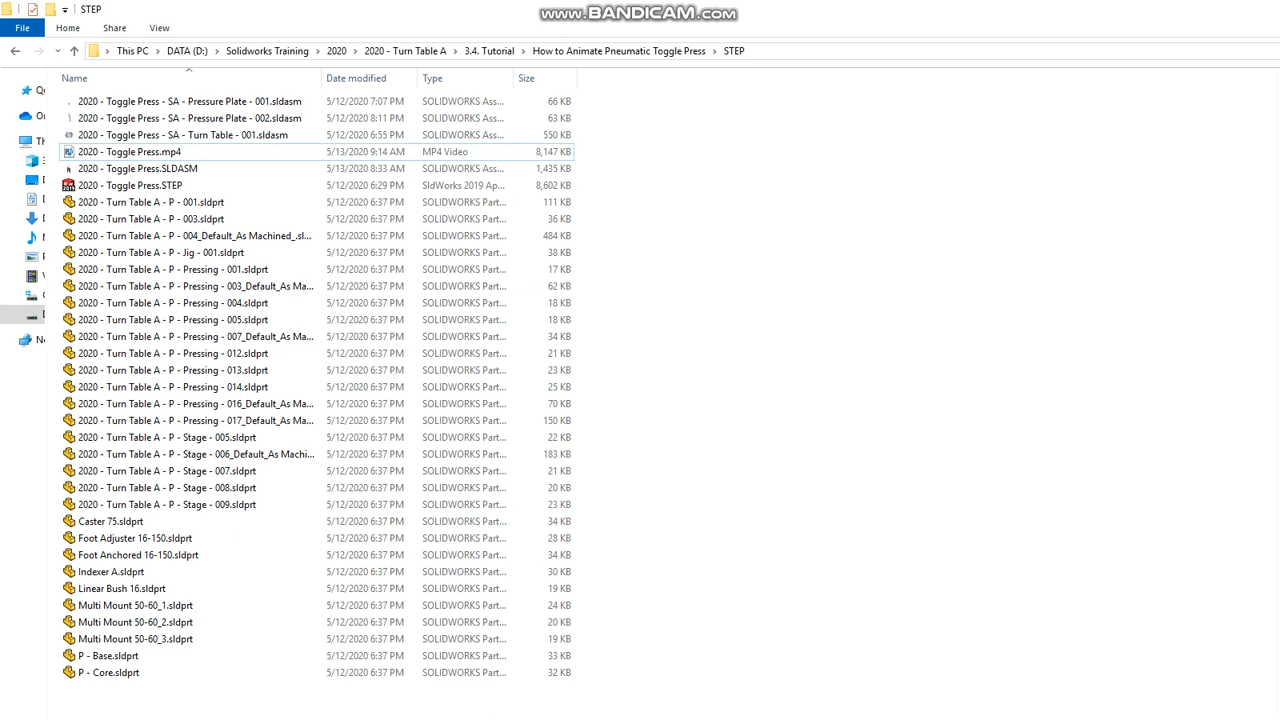 www.BANDICAM.com
STEP
File Home Share View
This PC DATA (D:) Solidworks Training 2020 2020 - Turn Table A 3.4. Tutorial How to Animate Pneumatic Toggle Press STEP
Name Date modified Type Size
2020 - Toggle Press - SA - Pressure Plate - 001.sldasm 5/12/2020 7:07 PM SOLIDWORKS Ass... 66 KB
2020 - Toggle Press - SA - Pressure Plate - 002.sldasm 5/12/2020 8:11 PM SOLIDWORKS Ass... 63 KB
2020 - Toggle Press - SA - Turn Table - 001.sldasm 5/12/2020 6:55 PM SOLIDWORKS Ass... 550 KB
2020 - Toggle Press.mp4 5/13/2020 9:14 AM MP4 Video 8,147 KB
2020 - Toggle Press.SLDASM 5/13/2020 8:33 AM SOLIDWORKS Ass... 1,435 KB
2020 - Toggle Press.STEP 5/12/2020 6:29 PM SldWorks 2019 Ap... 8,602 KB
2020 - Turn Table A - P - 001.sldprt 5/12/2020 6:37 PM SOLIDWORKS Part... 111 KB
2020 - Turn Table A - P - 003.sldprt 5/12/2020 6:37 PM SOLIDWORKS Part... 36 KB
2020 - Turn Table A - P - 004_Default_As Machined_.sl... 5/12/2020 6:37 PM SOLIDWORKS Part... 484 KB
2020 - Turn Table A - P - Jig - 001.sldprt 5/12/2020 6:37 PM SOLIDWORKS Part... 38 KB
2020 - Turn Table A - P - Pressing - 001.sldprt 5/12/2020 6:37 PM SOLIDWORKS Part... 17 KB
2020 - Turn Table A - P - Pressing - 003_Default_As Ma... 5/12/2020 6:37 PM SOLIDWORKS Part... 62 KB
2020 - Turn Table A - P - Pressing - 004.sldprt 5/12/2020 6:37 PM SOLIDWORKS Part... 18 KB
2020 - Turn Table A - P - Pressing - 005.sldprt 5/12/2020 6:37 PM SOLIDWORKS Part... 18 KB
2020 - Turn Table A - P - Pressing - 007_Default_As Ma... 5/12/2020 6:37 PM SOLIDWORKS Part... 34 KB
2020 - Turn Table A - P - Pressing - 012.sldprt 5/12/2020 6:37 PM SOLIDWORKS Part... 21 KB
2020 - Turn Table A - P - Pressing - 013.sldprt 5/12/2020 6:37 PM SOLIDWORKS Part... 23 KB
2020 - Turn Table A - P - Pressing - 014.sldprt 5/12/2020 6:37 PM SOLIDWORKS Part... 25 KB
2020 - Turn Table A - P - Pressing - 016_Default_As Ma... 5/12/2020 6:37 PM SOLIDWORKS Part... 70 KB
2020 - Turn Table A - P - Pressing - 017_Default_As Ma... 5/12/2020 6:37 PM SOLIDWORKS Part... 150 KB
2020 - Turn Table A - P - Stage - 005.sldprt 5/12/2020 6:37 PM SOLIDWORKS Part... 22 KB
2020 - Turn Table A - P - Stage - 006_Default_As Machi... 5/12/2020 6:37 PM SOLIDWORKS Part... 183 KB
2020 - Turn Table A - P - Stage - 007.sldprt 5/12/2020 6:37 PM SOLIDWORKS Part... 21 KB
2020 - Turn Table A - P - Stage - 008.sldprt 5/12/2020 6:37 PM SOLIDWORKS Part... 20 KB
2020 - Turn Table A - P - Stage - 009.sldprt 5/12/2020 6:37 PM SOLIDWORKS Part... 23 KB
Caster 75.sldprt 5/12/2020 6:37 PM SOLIDWORKS Part... 34 KB
Foot Adjuster 16-150.sldprt 5/12/2020 6:37 PM SOLIDWORKS Part... 28 KB
Foot Anchored 16-150.sldprt 5/12/2020 6:37 PM SOLIDWORKS Part... 34 KB
Indexer A.sldprt 5/12/2020 6:37 PM SOLIDWORKS Part... 30 KB
Linear Bush 16.sldprt 5/12/2020 6:37 PM SOLIDWORKS Part... 19 KB
Multi Mount 50-60_1.sldprt 5/12/2020 6:37 PM SOLIDWORKS Part... 24 KB
Multi Mount 50-60_2.sldprt 5/12/2020 6:37 PM SOLIDWORKS Part... 20 KB
Multi Mount 50-60_3.sldprt 5/12/2020 6:37 PM SOLIDWORKS Part... 19 KB
P - Base.sldprt 5/12/2020 6:37 PM SOLIDWORKS Part... 33 KB
P - Core.sldprt 5/12/2020 6:37 PM SOLIDWORKS Part... 32 KB